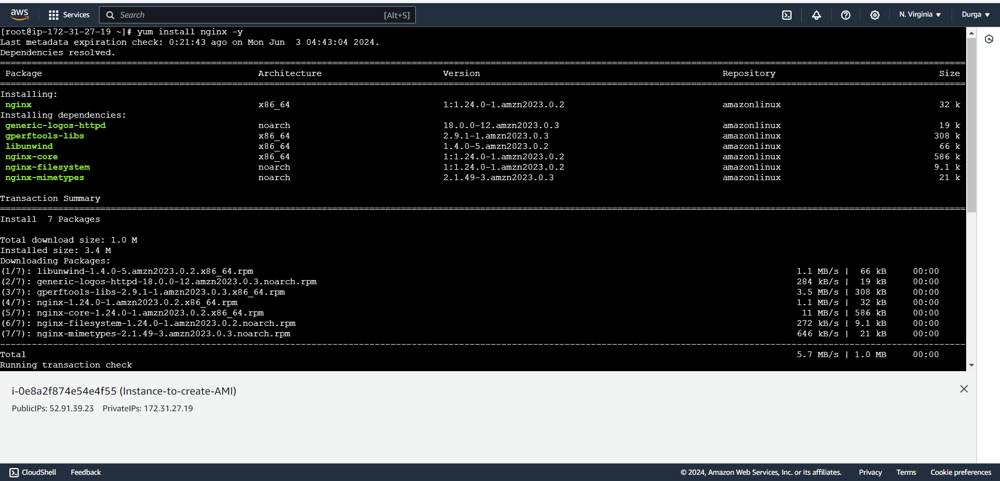 aws Services Search [Alt+S] N. Virginia Durga
[root@ip-172-31-27-19 ~]# yum install nginx -y
Last metadata expiration check: 0:21:43 ago on Mon Jun  3 04:43:04 2024.
Dependencies resolved.
Package Architecture Version Repository Size
Installing:
nginx x86_64 1:1.24.0-1.amzn2023.0.2 amazonlinux 32 k
Installing dependencies:
generic-logos-httpd noarch 18.0.0-12.amzn2023.0.3 amazonlinux 19 k
gperftools-libs x86_64 2.9.1-1.amzn2023.0.3 amazonlinux 308 k
libunwind x86_64 1.4.0-5.amzn2023.0.2 amazonlinux 66 k
nginx-core x86_64 1:1.24.0-1.amzn2023.0.2 amazonlinux 586 k
nginx-filesystem noarch 1:1.24.0-1.amzn2023.0.2 amazonlinux 9.1 k
nginx-mimetypes noarch 2.1.49-3.amzn2023.0.3 amazonlinux 21 k
Transaction Summary
Install  7 Packages
Total download size: 1.0 M
Installed size: 3.4 M
Downloading Packages:
(1/7): libunwind-1.4.0-5.amzn2023.0.2.x86_64.rpm 1.1 MB/s |  66 kB 00:00
(2/7): generic-logos-httpd-18.0.0-12.amzn2023.0.3.noarch.rpm 284 kB/s |  19 kB 00:00
(3/7): gperftools-libs-2.9.1-1.amzn2023.0.3.x86_64.rpm 3.5 MB/s | 308 kB 00:00
(4/7): nginx-1.24.0-1.amzn2023.0.2.x86_64.rpm 1.1 MB/s |  32 kB 00:00
(5/7): nginx-core-1.24.0-1.amzn2023.0.2.x86_64.rpm 11 MB/s | 586 kB 00:00
(6/7): nginx-filesystem-1.24.0-1.amzn2023.0.2.noarch.rpm 272 kB/s | 9.1 kB 00:00
(7/7): nginx-mimetypes-2.1.49-3.amzn2023.0.3.noarch.rpm 646 kB/s |  21 kB 00:00
Total 5.7 MB/s | 1.0 MB 00:00
Running transaction check
i-0e8a2f874e54e4f55 (Instance-to-create-AMI)
PublicIPs: 52.91.39.23 PrivateIPs: 172.31.27.19
CloudShell Feedback © 2024, Amazon Web Services, Inc. or its affiliates. Privacy Terms Cookie preferences